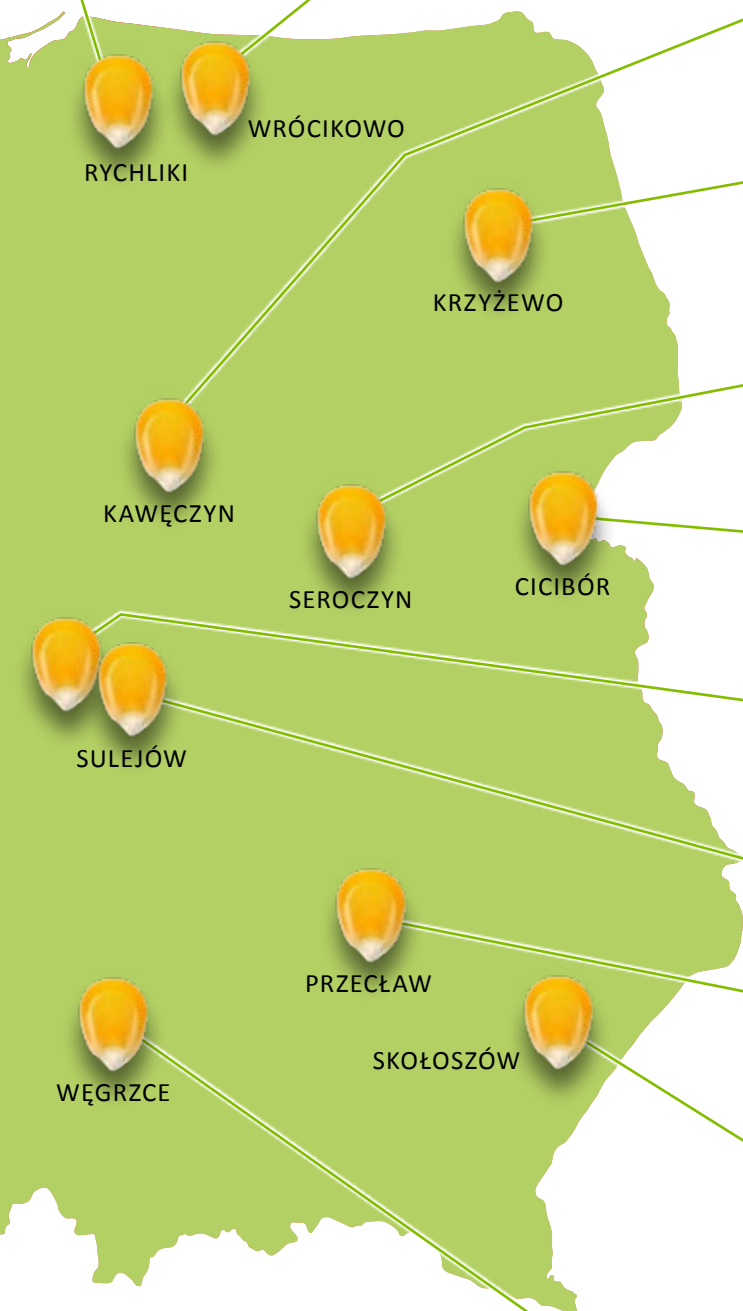 WRÓCIKOWO
RYCHLIKI
KRZYŻEWO
KAWĘCZYN
CICIBÓR
SEROCZYN
SULEJÓW
PRZECŁAW
SKOŁOSZÓW
WĘGRZCE